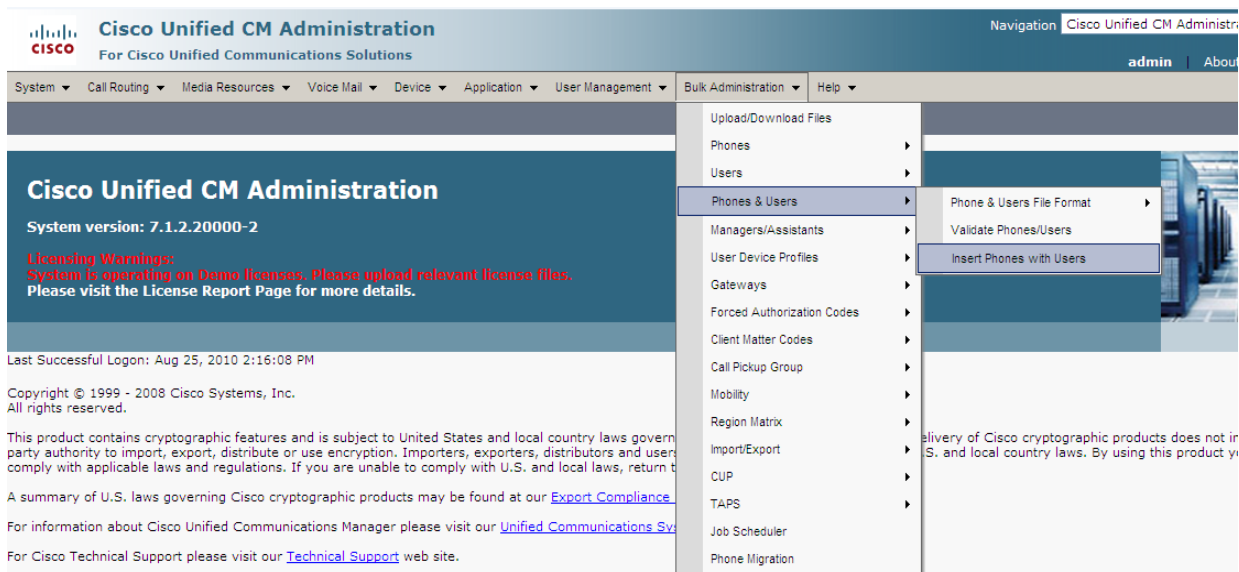 Cisco Unified CM Administration
For Cisco Unified Communications Solutions
CISCO
Navigation Cisco Unified CM Administra
admin | About
System Call Routing Media Resources Voice Mail Device Application User Management Bulk Administration Help
Upload/Download Files
Phones
Users
Phones & Users
Managers/Assistants
User Device Profiles
Gateways
Forced Authorization Codes
Client Matter Codes
Call Pickup Group
Mobility
Region Matrix
Import/Export
CUP
TAPS
Job Scheduler
Phone Migration
Phone & Users File Format
Validate Phones/Users
Insert Phones with Users
Cisco Unified CM Administration
System version: 7.1.2.20000-2
Licensing Warnings:
System is operating on Demo licenses. Please upload relevant license files.
Please visit the License Report Page for more details.
Last Successful Logon: Aug 25, 2010 2:16:08 PM
Copyright © 1999 - 2008 Cisco Systems, Inc.
All rights reserved.
This product contains cryptographic features and is subject to United States and local country laws govern elivery of Cisco cryptographic products does not in
party authority to import, export, distribute or use encryption. Importers, exporters, distributors and user .S. and local country laws. By using this product yo
comply with applicable laws and regulations. If you are unable to comply with U.S. and local laws, return t
A summary of U.S. laws governing Cisco cryptographic products may be found at our Export Compliance
For information about Cisco Unified Communications Manager please visit our Unified Communications Sy
For Cisco Technical Support please visit our Technical Support web site.